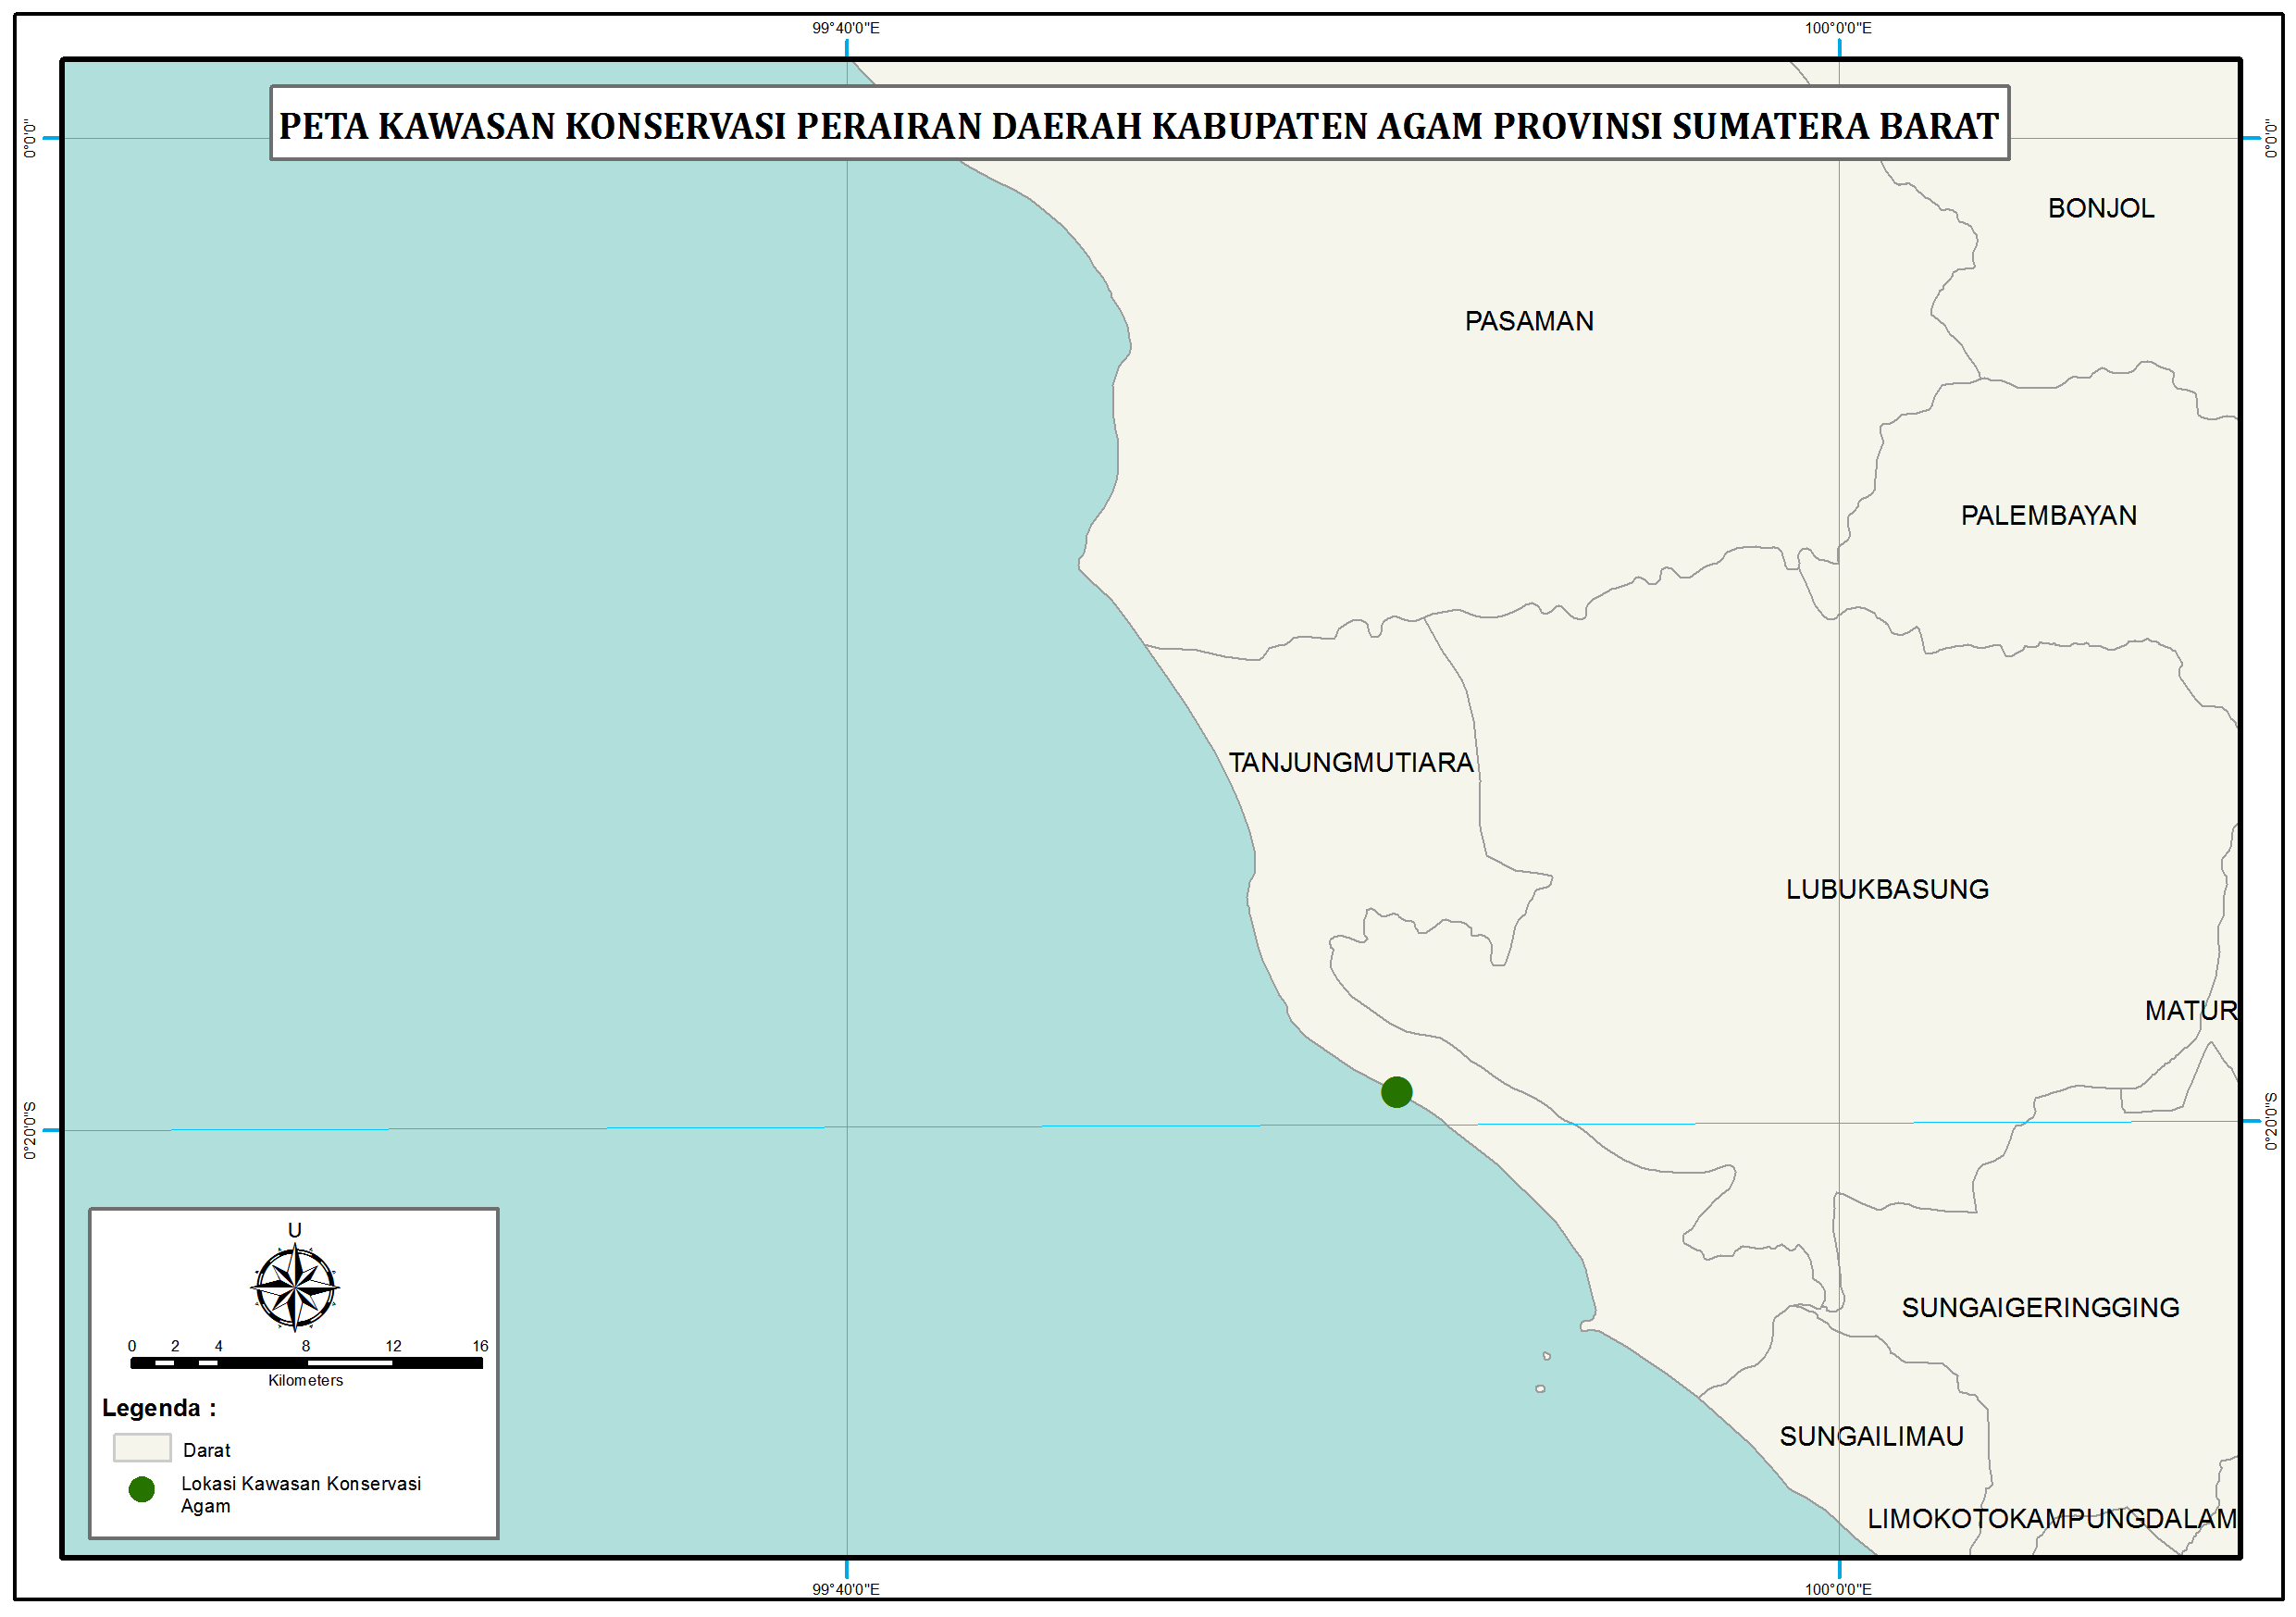 99°40'0"E
100°0'0"E
PETA KAWASAN KONSERVASI PERAIRAN DAERAH KABUPATEN AGAM PROVINSI SUMATERA BARAT
0°0'0"
0°0'0"
BONJOL
PASAMAN
PALEMBAYAN
TANJUNGMUTIARA
LUBUKBASUNG
MATUR
0°20'0"S
0°20'0"S
SUNGAIGERINGGING
SUNGAILIMAU
LIMOKOTOKAMPUNGDALAM
U
0 2 4 8 12 16
Kilometers
Legenda :
Darat
Lokasi Kawasan Konservasi
Agam
99°40'0"E
100°0'0"E